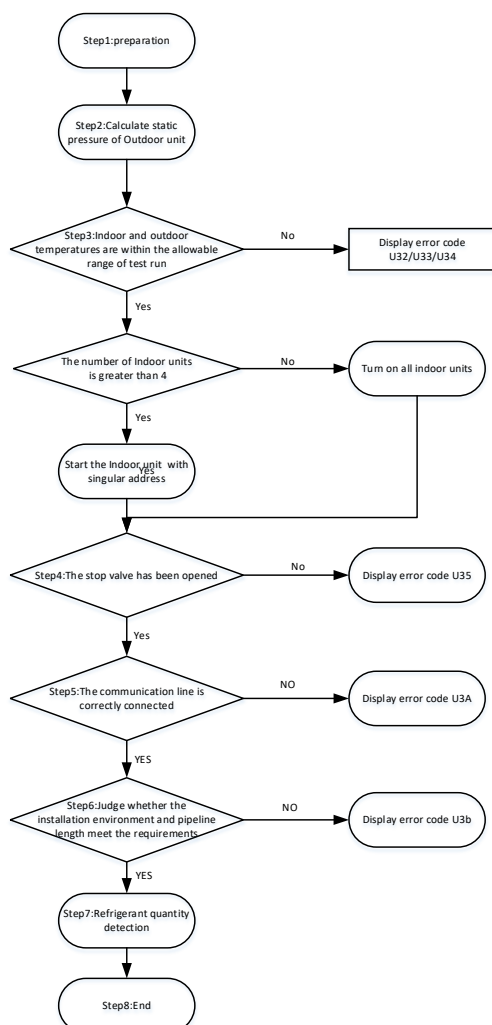 Step1:preparation
Step2:Calculate static
pressure of Outdoor unit
Step3:Indoor and outdoor
temperatures are within the allowable
range of test run
No
Display error code
U32/U33/U34
Yes
The number of Indoor units
is greater than 4
No
Turn on all indoor units
Yes
Start the Indoor unit with
singular address
Yes
Step4:The stop valve has been opened
No
Display error code U35
Yes
Step5:The communication line is
correctly connected
NO
Display error code U3A
YES
Step6:Judge whether the
installation environment and pipeline
length meet the requirements
NO
Display error code U3b
YES
Step7:Refrigerant quantity
detection
Step8:End